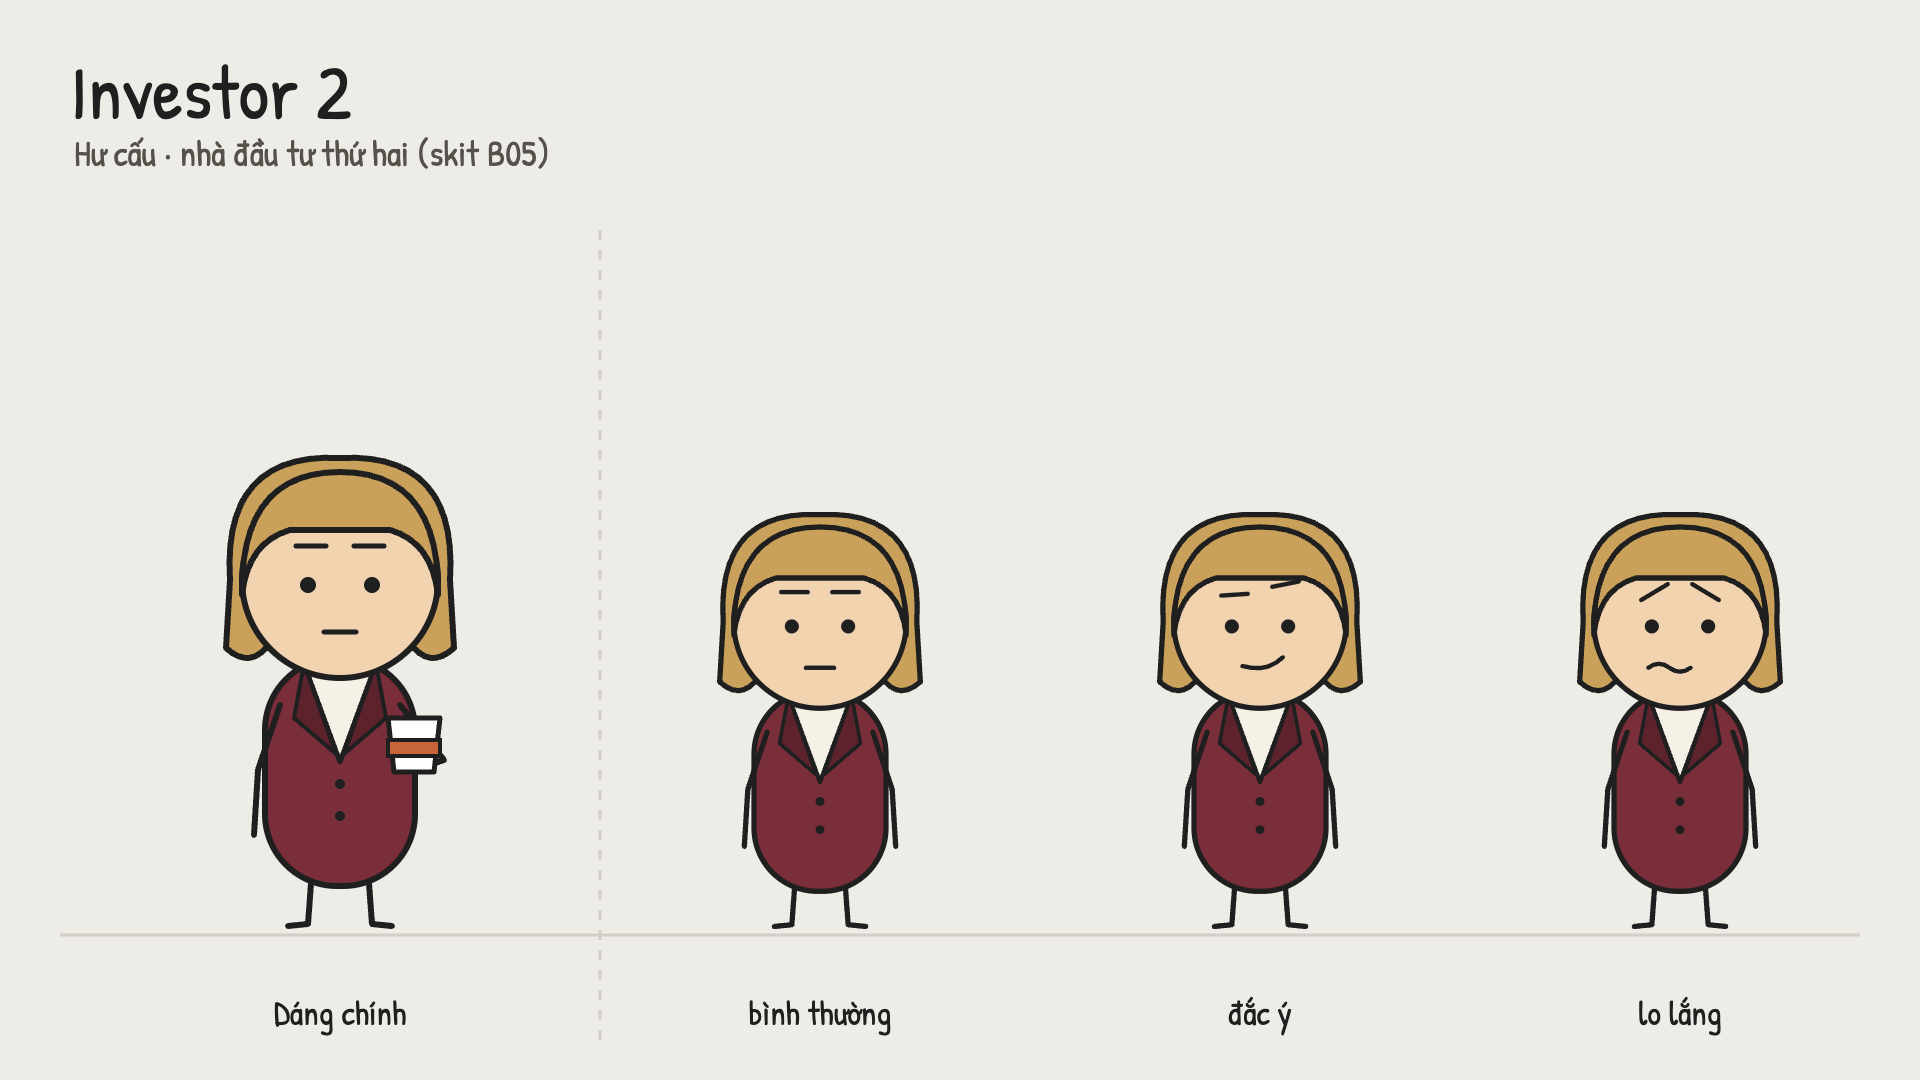 Investor 2
Hư cấu · nhà đầu tư thứ hai (skit B05)
Dáng chính
bình thường
đắc ý
lo lắng